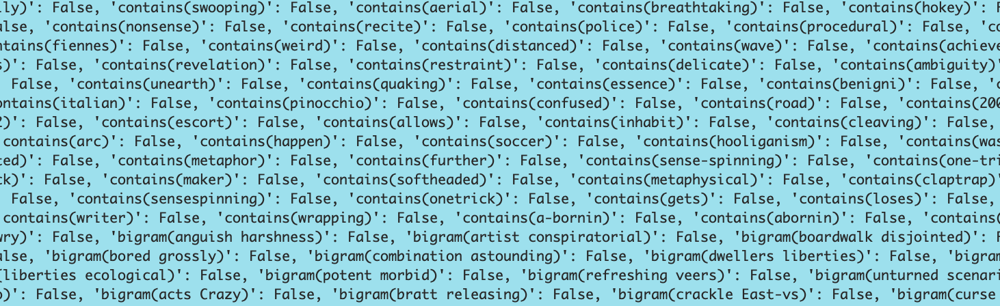 lly)': False, 'contains(swooping)': False, 'contains(aerial)': False, 'contains(breathtaking)': False, 'contains(hokey)': F
alse, 'contains(nonsense)': False, 'contains(recite)': False, 'contains(police)': False, 'contains(procedural)': False, 'co
ntains(fiennes)': False, 'contains(weird)': False, 'contains(distanced)': False, 'contains(wave)': False, 'contains(achieve
s)': False, 'contains(revelation)': False, 'contains(restraint)': False, 'contains(delicate)': False, 'contains(ambiguity)'
False, 'contains(unearth)': False, 'contains(quaking)': False, 'contains(essence)': False, 'contains(benigni)': False, 'c
ontains(italian)': False, 'contains(pinocchio)': False, 'contains(confused)': False, 'contains(road)': False, 'contains(200
2)': False, 'contains(escort)': False, 'contains(allows)': False, 'contains(inhabit)': False, 'contains(cleaving)': False,
contains(arc)': False, 'contains(happen)': False, 'contains(soccer)': False, 'contains(hooliganism)': False, 'contains(was
ted)': False, 'contains(metaphor)': False, 'contains(further)': False, 'contains(sense-spinning)': False, 'contains(one-tri
ck)': False, 'contains(maker)': False, 'contains(softheaded)': False, 'contains(metaphysical)': False, 'contains(claptrap)'
False, 'contains(sensespinning)': False, 'contains(onetrick)': False, 'contains(gets)': False, 'contains(loses)': False,
contains(writer)': False, 'contains(wrapping)': False, 'contains(a-bornin)': False, 'contains(abornin)': False, 'contains(
wry)': False, 'bigram(anguish harshness)': False, 'bigram(artist conspiratorial)': False, 'bigram(boardwalk disjointed)': F
alse, 'bigram(bored grossly)': False, 'bigram(combination astounding)': False, 'bigram(dwellers liberties)': False, 'bigram
(liberties ecological)': False, 'bigram(potent morbid)': False, 'bigram(refreshing veers)': False, 'bigram(unturned scenari
o)': False, 'bigram(acts Crazy)': False, 'bigram(bratt releasing)': False, 'bigram(crackle East-vs)': False, 'bigram(curse